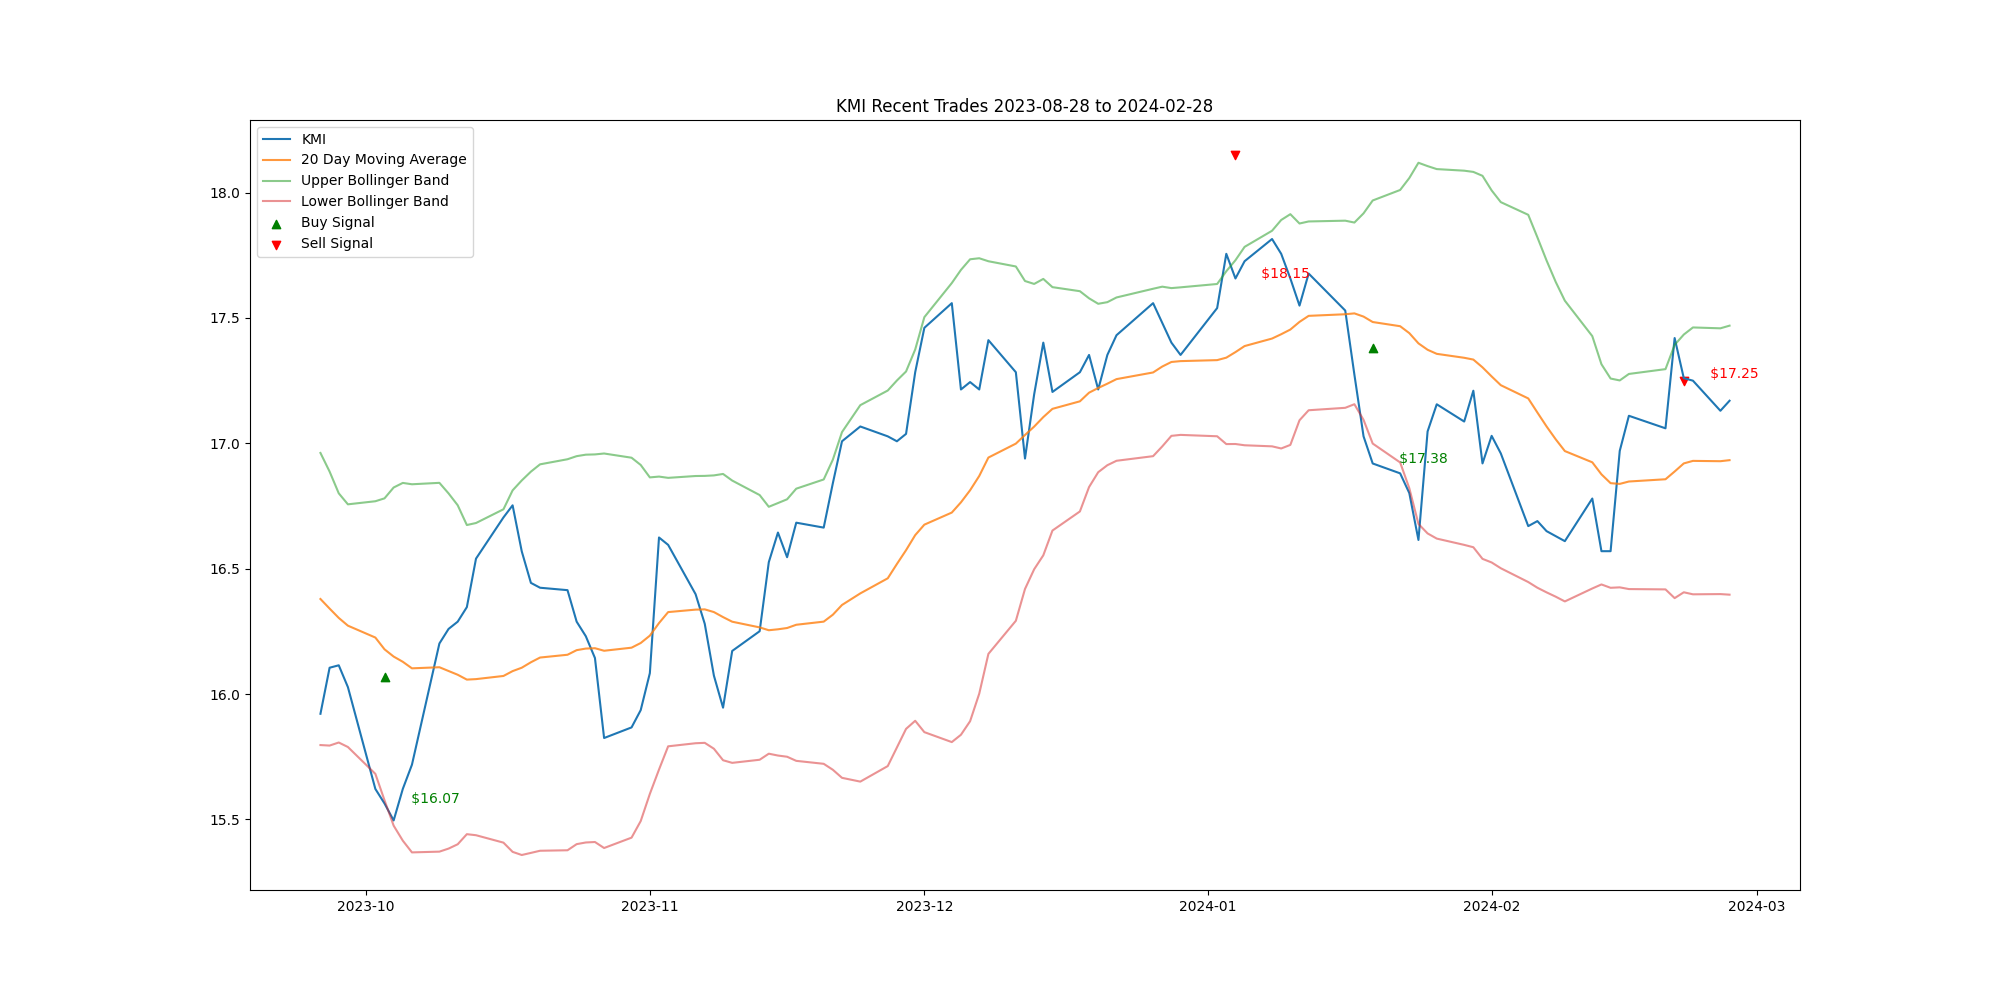 KMI Recent Trades 2023-08-28 to 2024-02-28
KMI
20 Day Moving Average
Upper Bollinger Band
Lower Bollinger Band
Buy Signal
Sell Signal
18.0
17.5
17.0
16.5
16.0
15.5
$18.15
$17.25
$17.38
$16.07
2023-10
2023-11
2023-12
2024-01
2024-02
2024-03